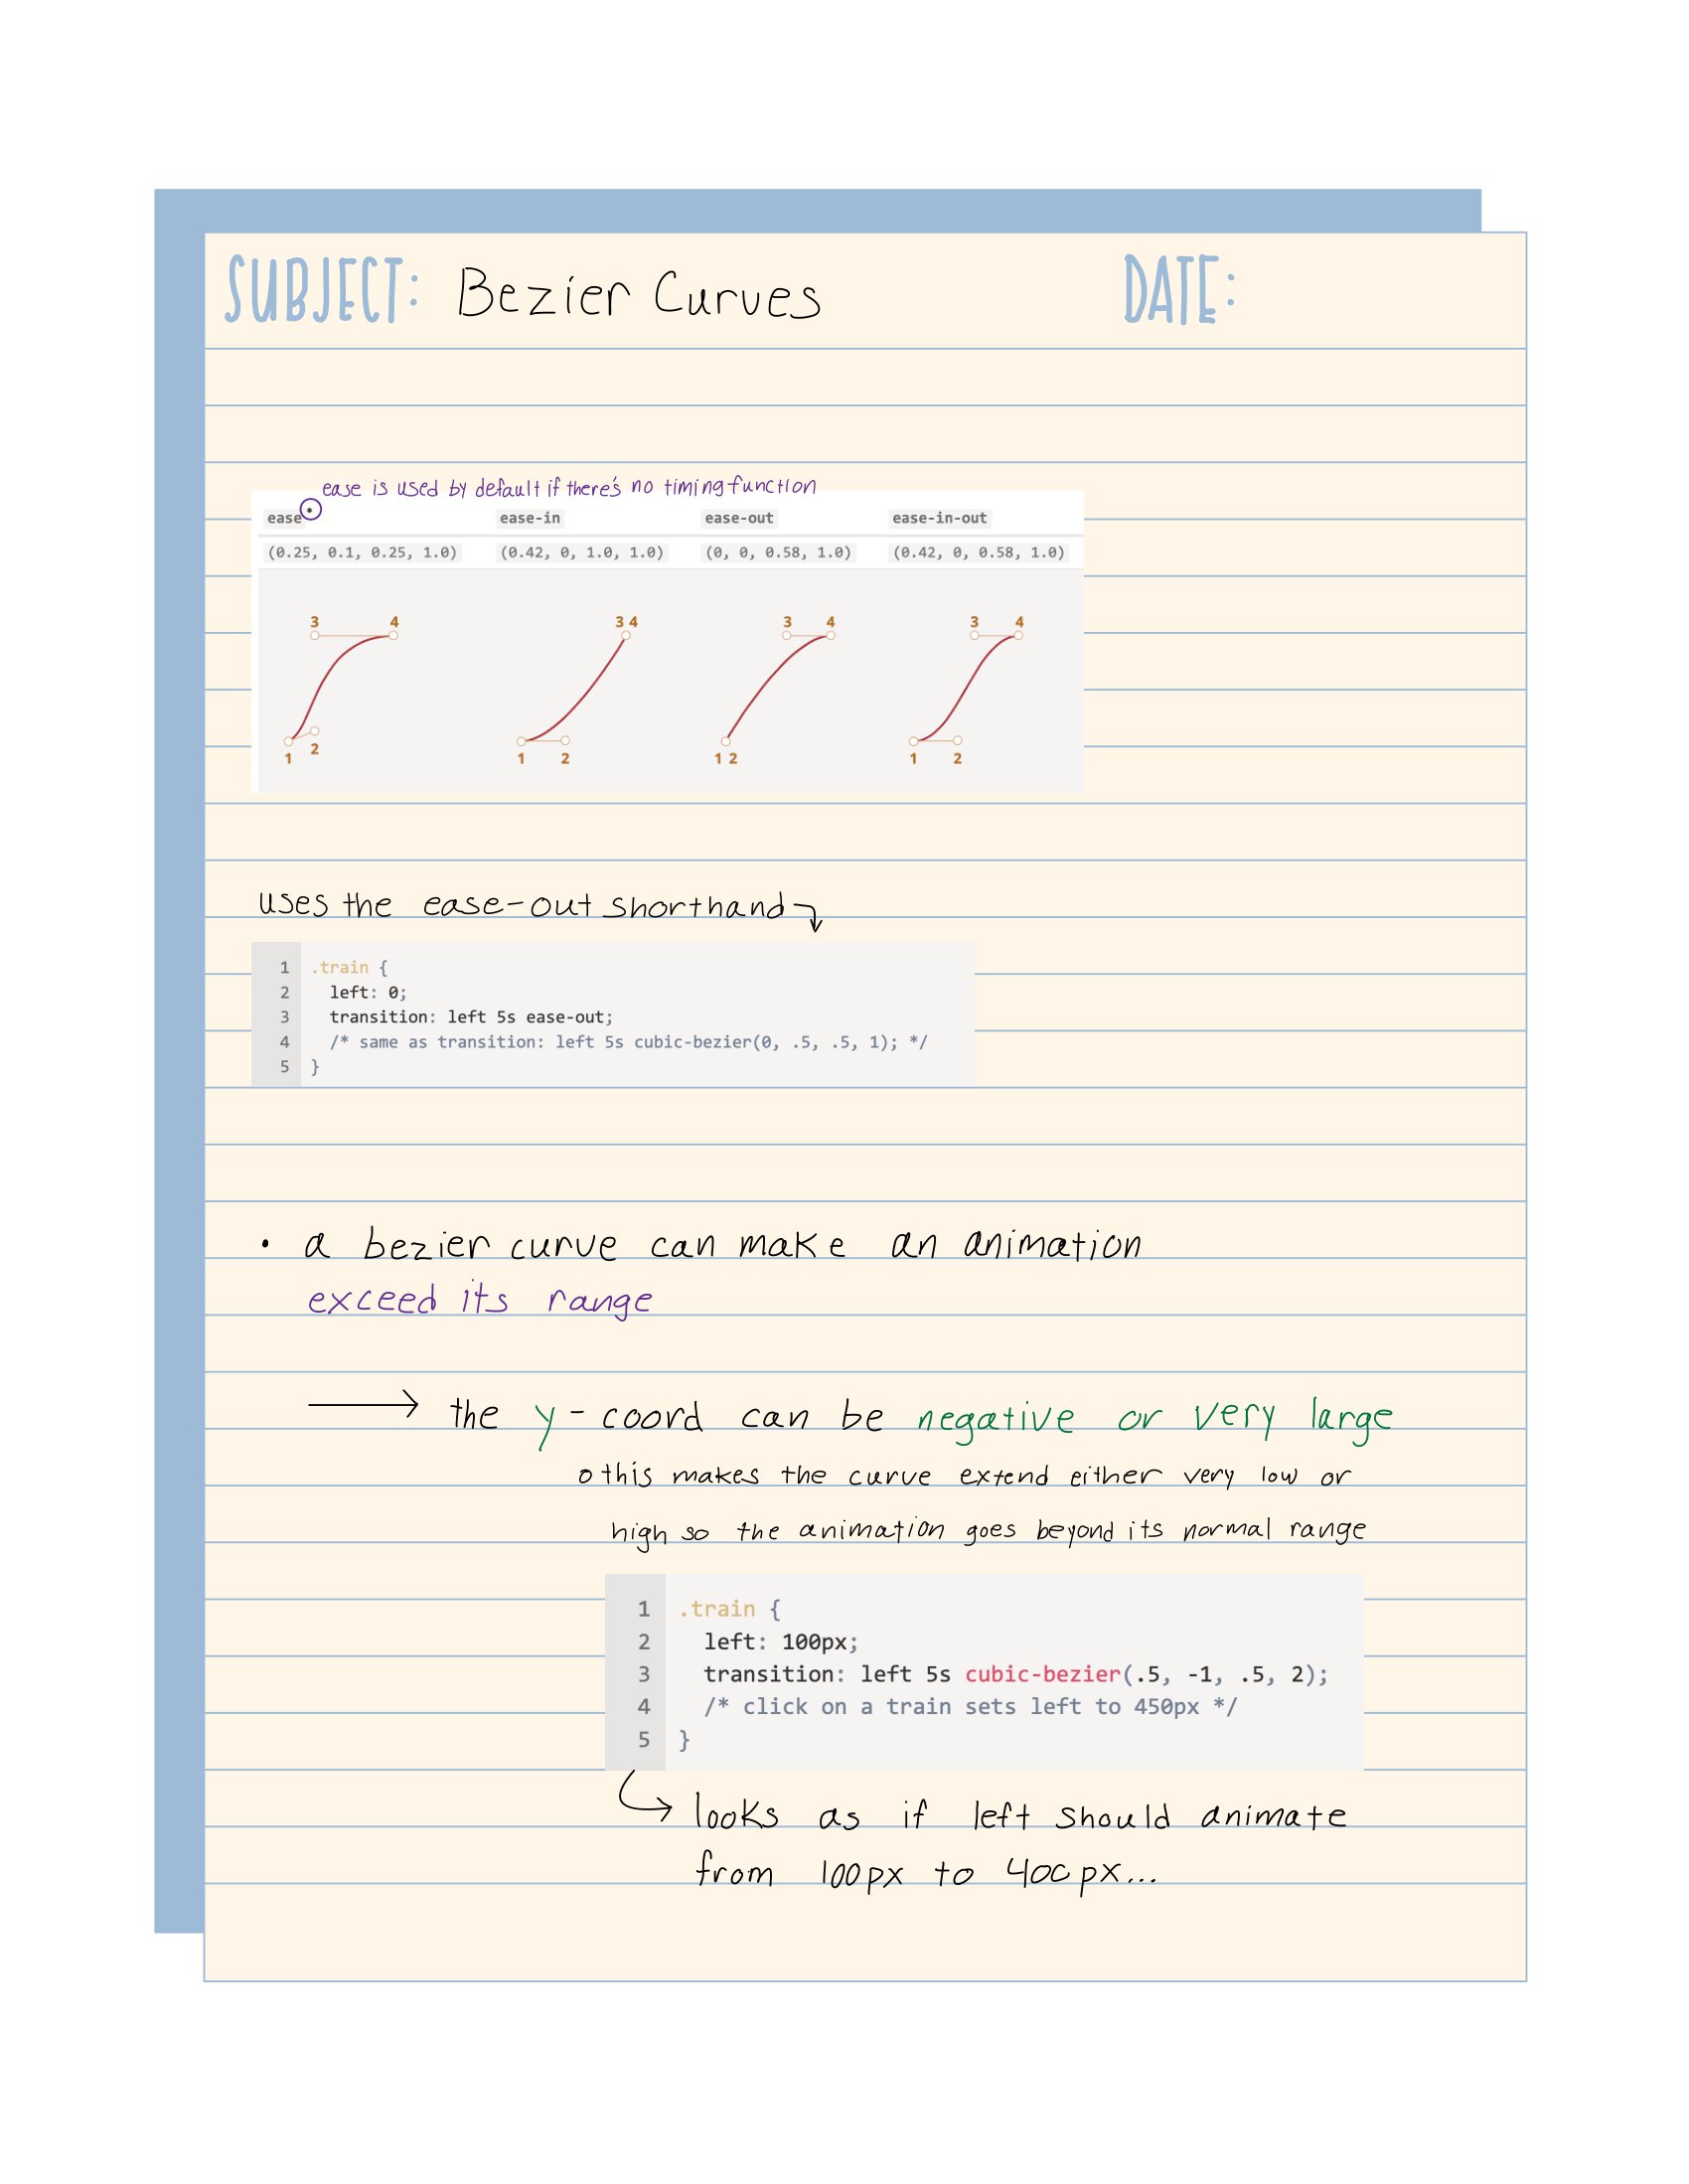 SUBJECT: Bezier Curves DATE:
ease is used by default if there's no timing function
ease ease-in ease-out ease-in-out
(0.25, 0.1, 0.25, 1.0) (0.42, 0, 1.0, 1.0) (0, 0, 0.58, 1.0) (0.42, 0, 0.58, 1.0)
3 4 3 4 3 4 3 4
1 2 1 2 1 2 1 2
uses the ease-out shorthand
1 .train {
2 left: 0;
3 transition: left 5s ease-out;
4 /* same as transition: left 5s cubic-bezier(0, .5, .5, 1); */
5 }
• a bezier curve can make an animation
exceed its range
→ the y-coord can be negative or very large
○ this makes the curve extend either very low or
high so the animation goes beyond its normal range
1 .train {
2 left: 100px;
3 transition: left 5s cubic-bezier(.5, -1, .5, 2);
4 /* click on a train sets left to 450px */
5 }
looks as if left should animate
from 100px to 400px...